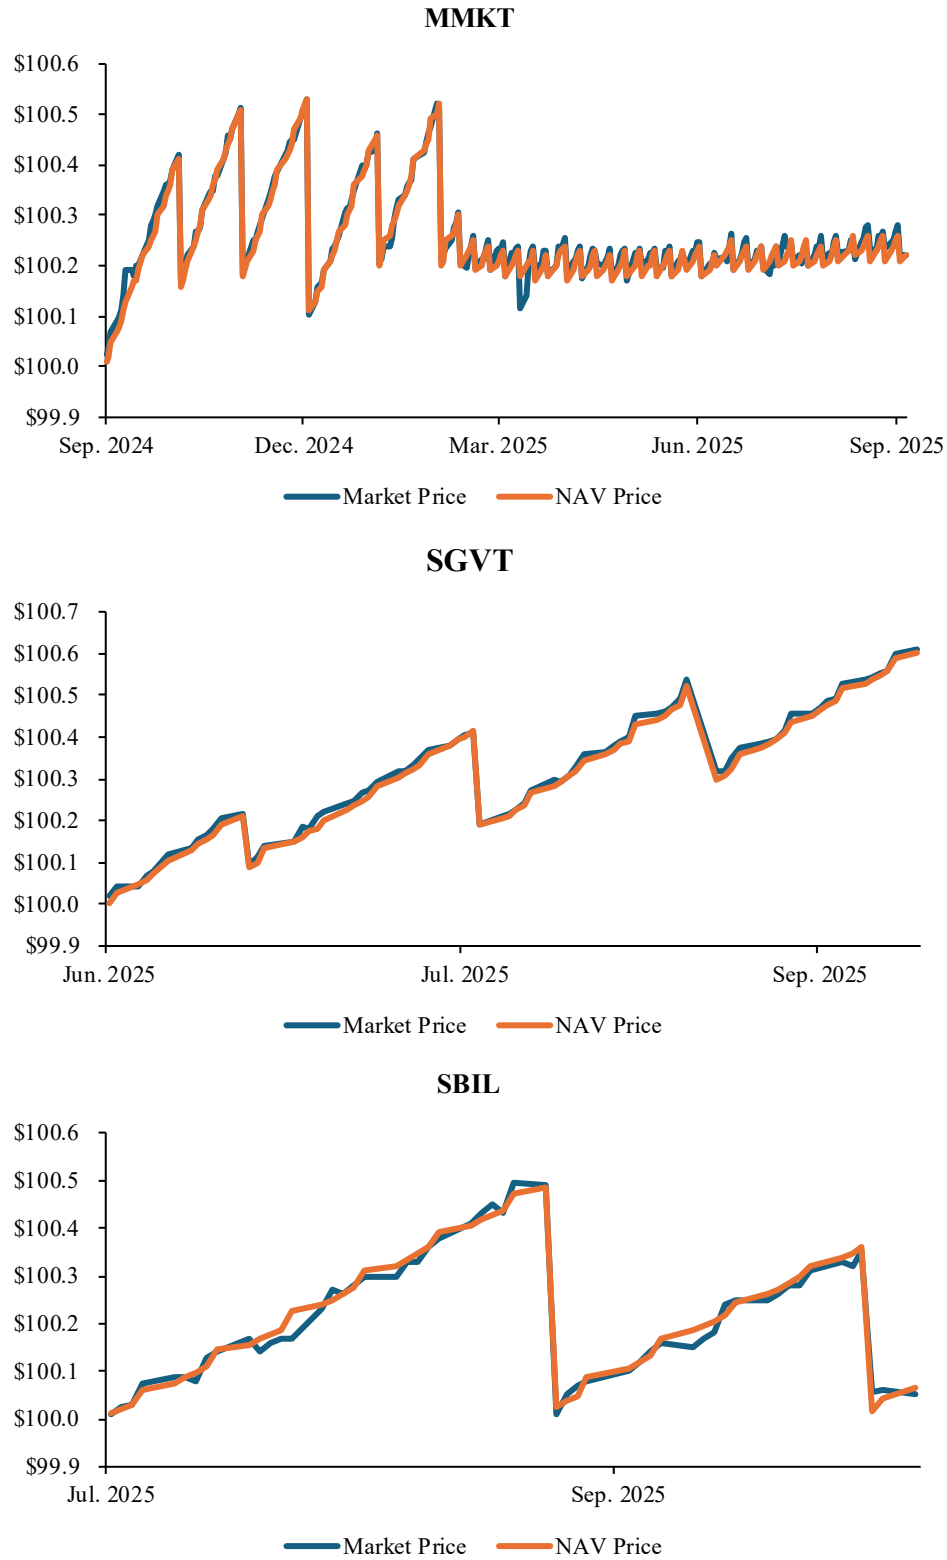 MMKT
$100.6
$100.5
$100.4
$100.3
$100.2
$100.1
$100.0
$99.9
Sep. 2024 Dec. 2024 Mar. 2025 Jun. 2025 Sep. 2025
Market Price NAV Price
SGVT
$100.7
$100.6
$100.5
$100.4
$100.3
$100.2
$100.1
$100.0
$99.9
Jun. 2025 Jul. 2025 Sep. 2025
Market Price NAV Price
SBIL
$100.6
$100.5
$100.4
$100.3
$100.2
$100.1
$100.0
$99.9
Jul. 2025 Sep. 2025
Market Price NAV Price